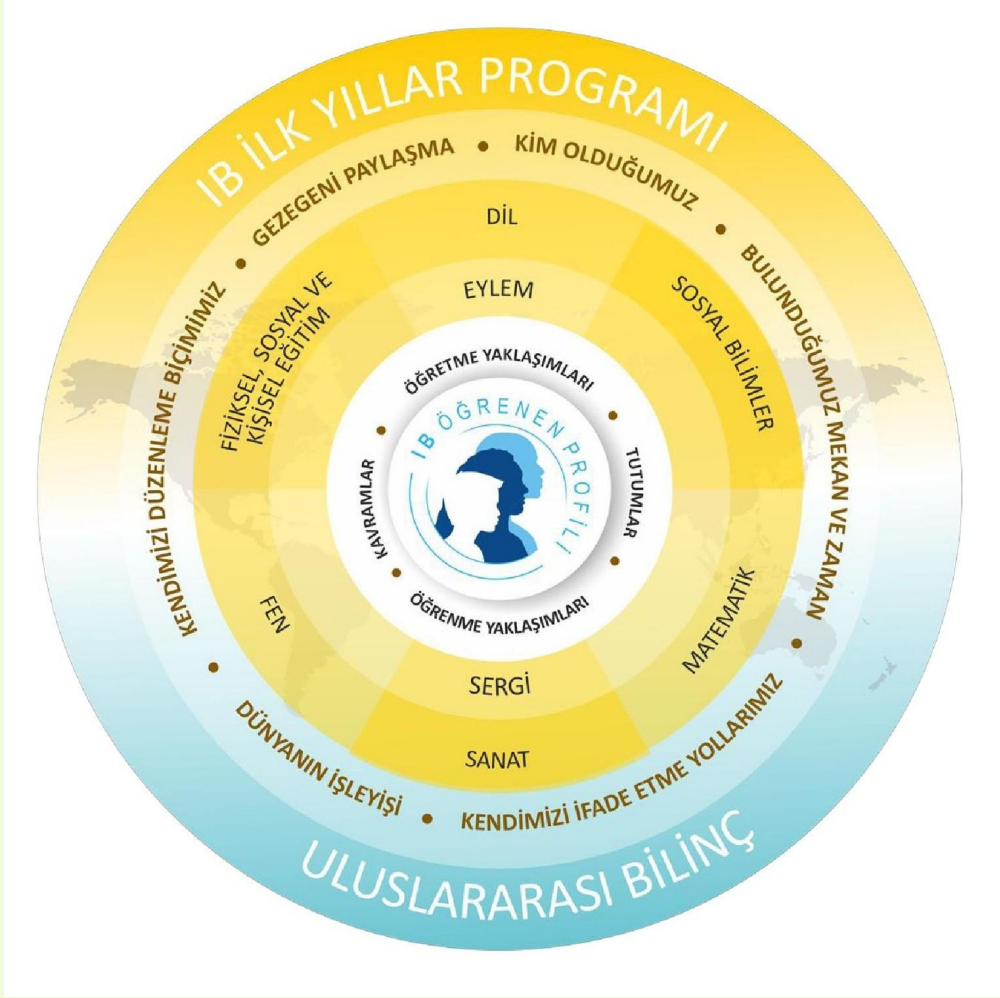 IB İLK YILLAR PROGRAMI
GEZEGENİ PAYLAŞMA
KİM OLDUĞUMUZ
BULUNDUĞUMUZ MEKAN VE ZAMAN
KENDİMİZİ İFADE ETME YOLLARIMIZ
DÜNYANIN İŞLEYİŞİ
KENDİMİZİ DÜZENLEME BİÇİMİMİZ
DİL
SOSYAL BİLİMLER
MATEMATİK
SANAT
FEN
FİZİKSEL, SOSYAL VE
KİŞİSEL EĞİTİM
EYLEM
SERGİ
ÖĞRETME YAKLAŞIMLARI
TUTUMLAR
ÖĞRENME YAKLAŞIMLARI
KAVRAMLAR
IB ÖĞRENEN PROFİLİ
ULUSLARARASI BİLİNÇ